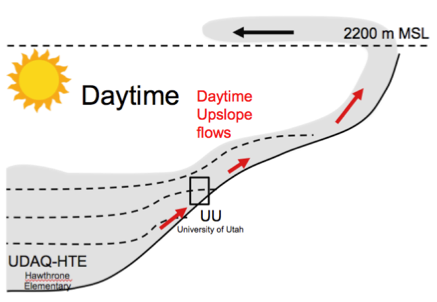 2200 m MSL
Daytime
Daytime
Upslope
flows
UU
University of Utah
UDAQ-HTE
Hawthrone
Elementary